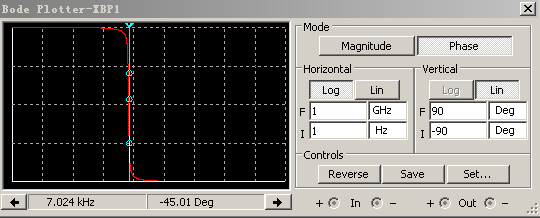 Bode Plotter-XBP1
Mode
Magnitude Phase
Horizontal Vertical
Log Lin Log Lin
F 1 GHz F 90 Deg
I 1 Hz I -90 Deg
Controls
Reverse Save Set...
7.024 kHz -45.01 Deg + In - + Out -